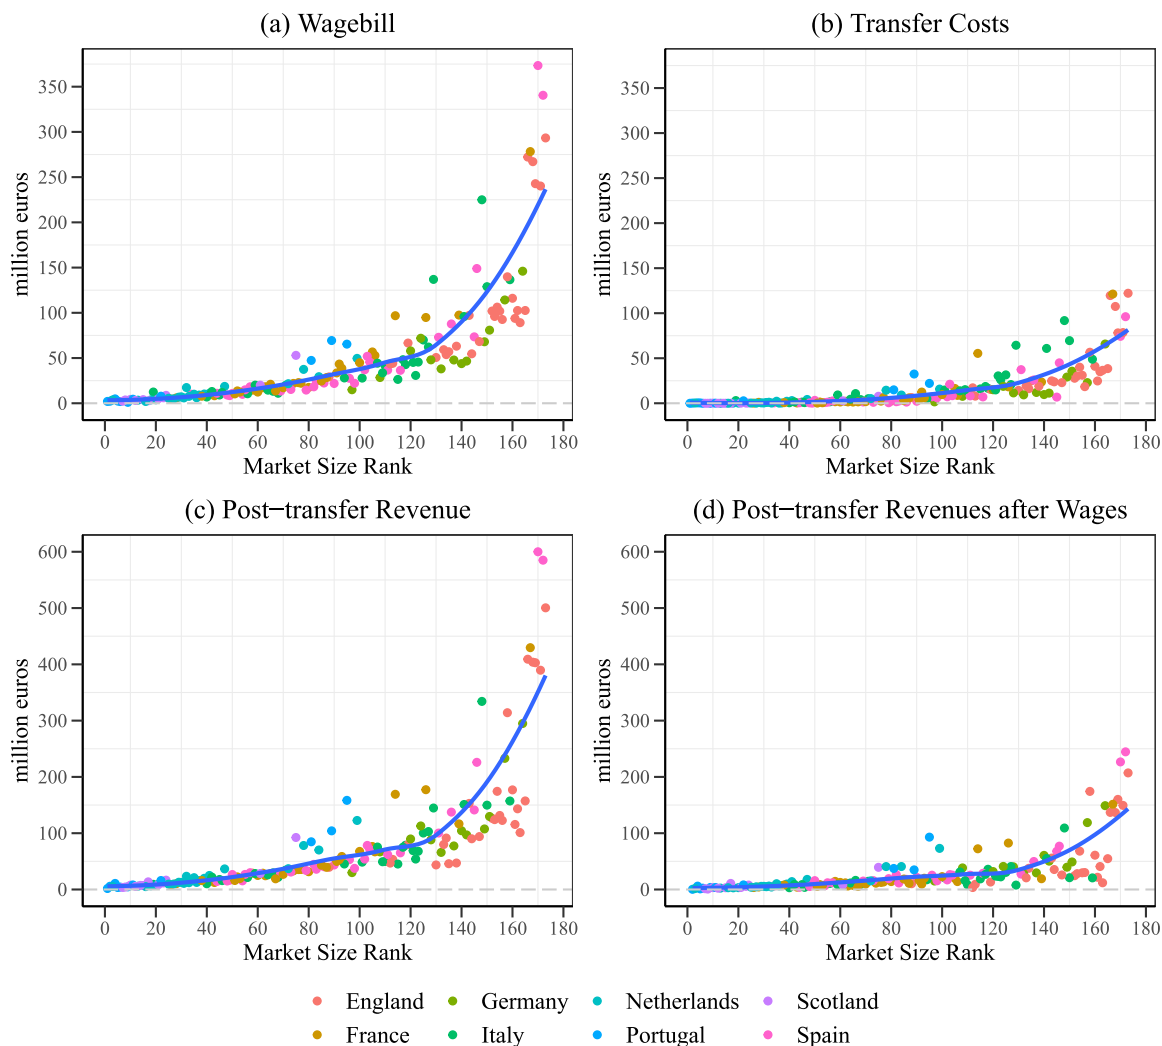 (a) Wagebill
(b) Transfer Costs
million euros
350
300
250
200
150
100
50
0
0 20 40 60 80 100 120 140 160 180
Market Size Rank
million euros
350
300
250
200
150
100
50
0
0 20 40 60 80 100 120 140 160 180
Market Size Rank
(c) Post−transfer Revenue
(d) Post−transfer Revenues after Wages
million euros
600
500
400
300
200
100
0
0 20 40 60 80 100 120 140 160 180
Market Size Rank
million euros
600
500
400
300
200
100
0
0 20 40 60 80 100 120 140 160 180
Market Size Rank
England Germany Netherlands Scotland
France Italy Portugal Spain